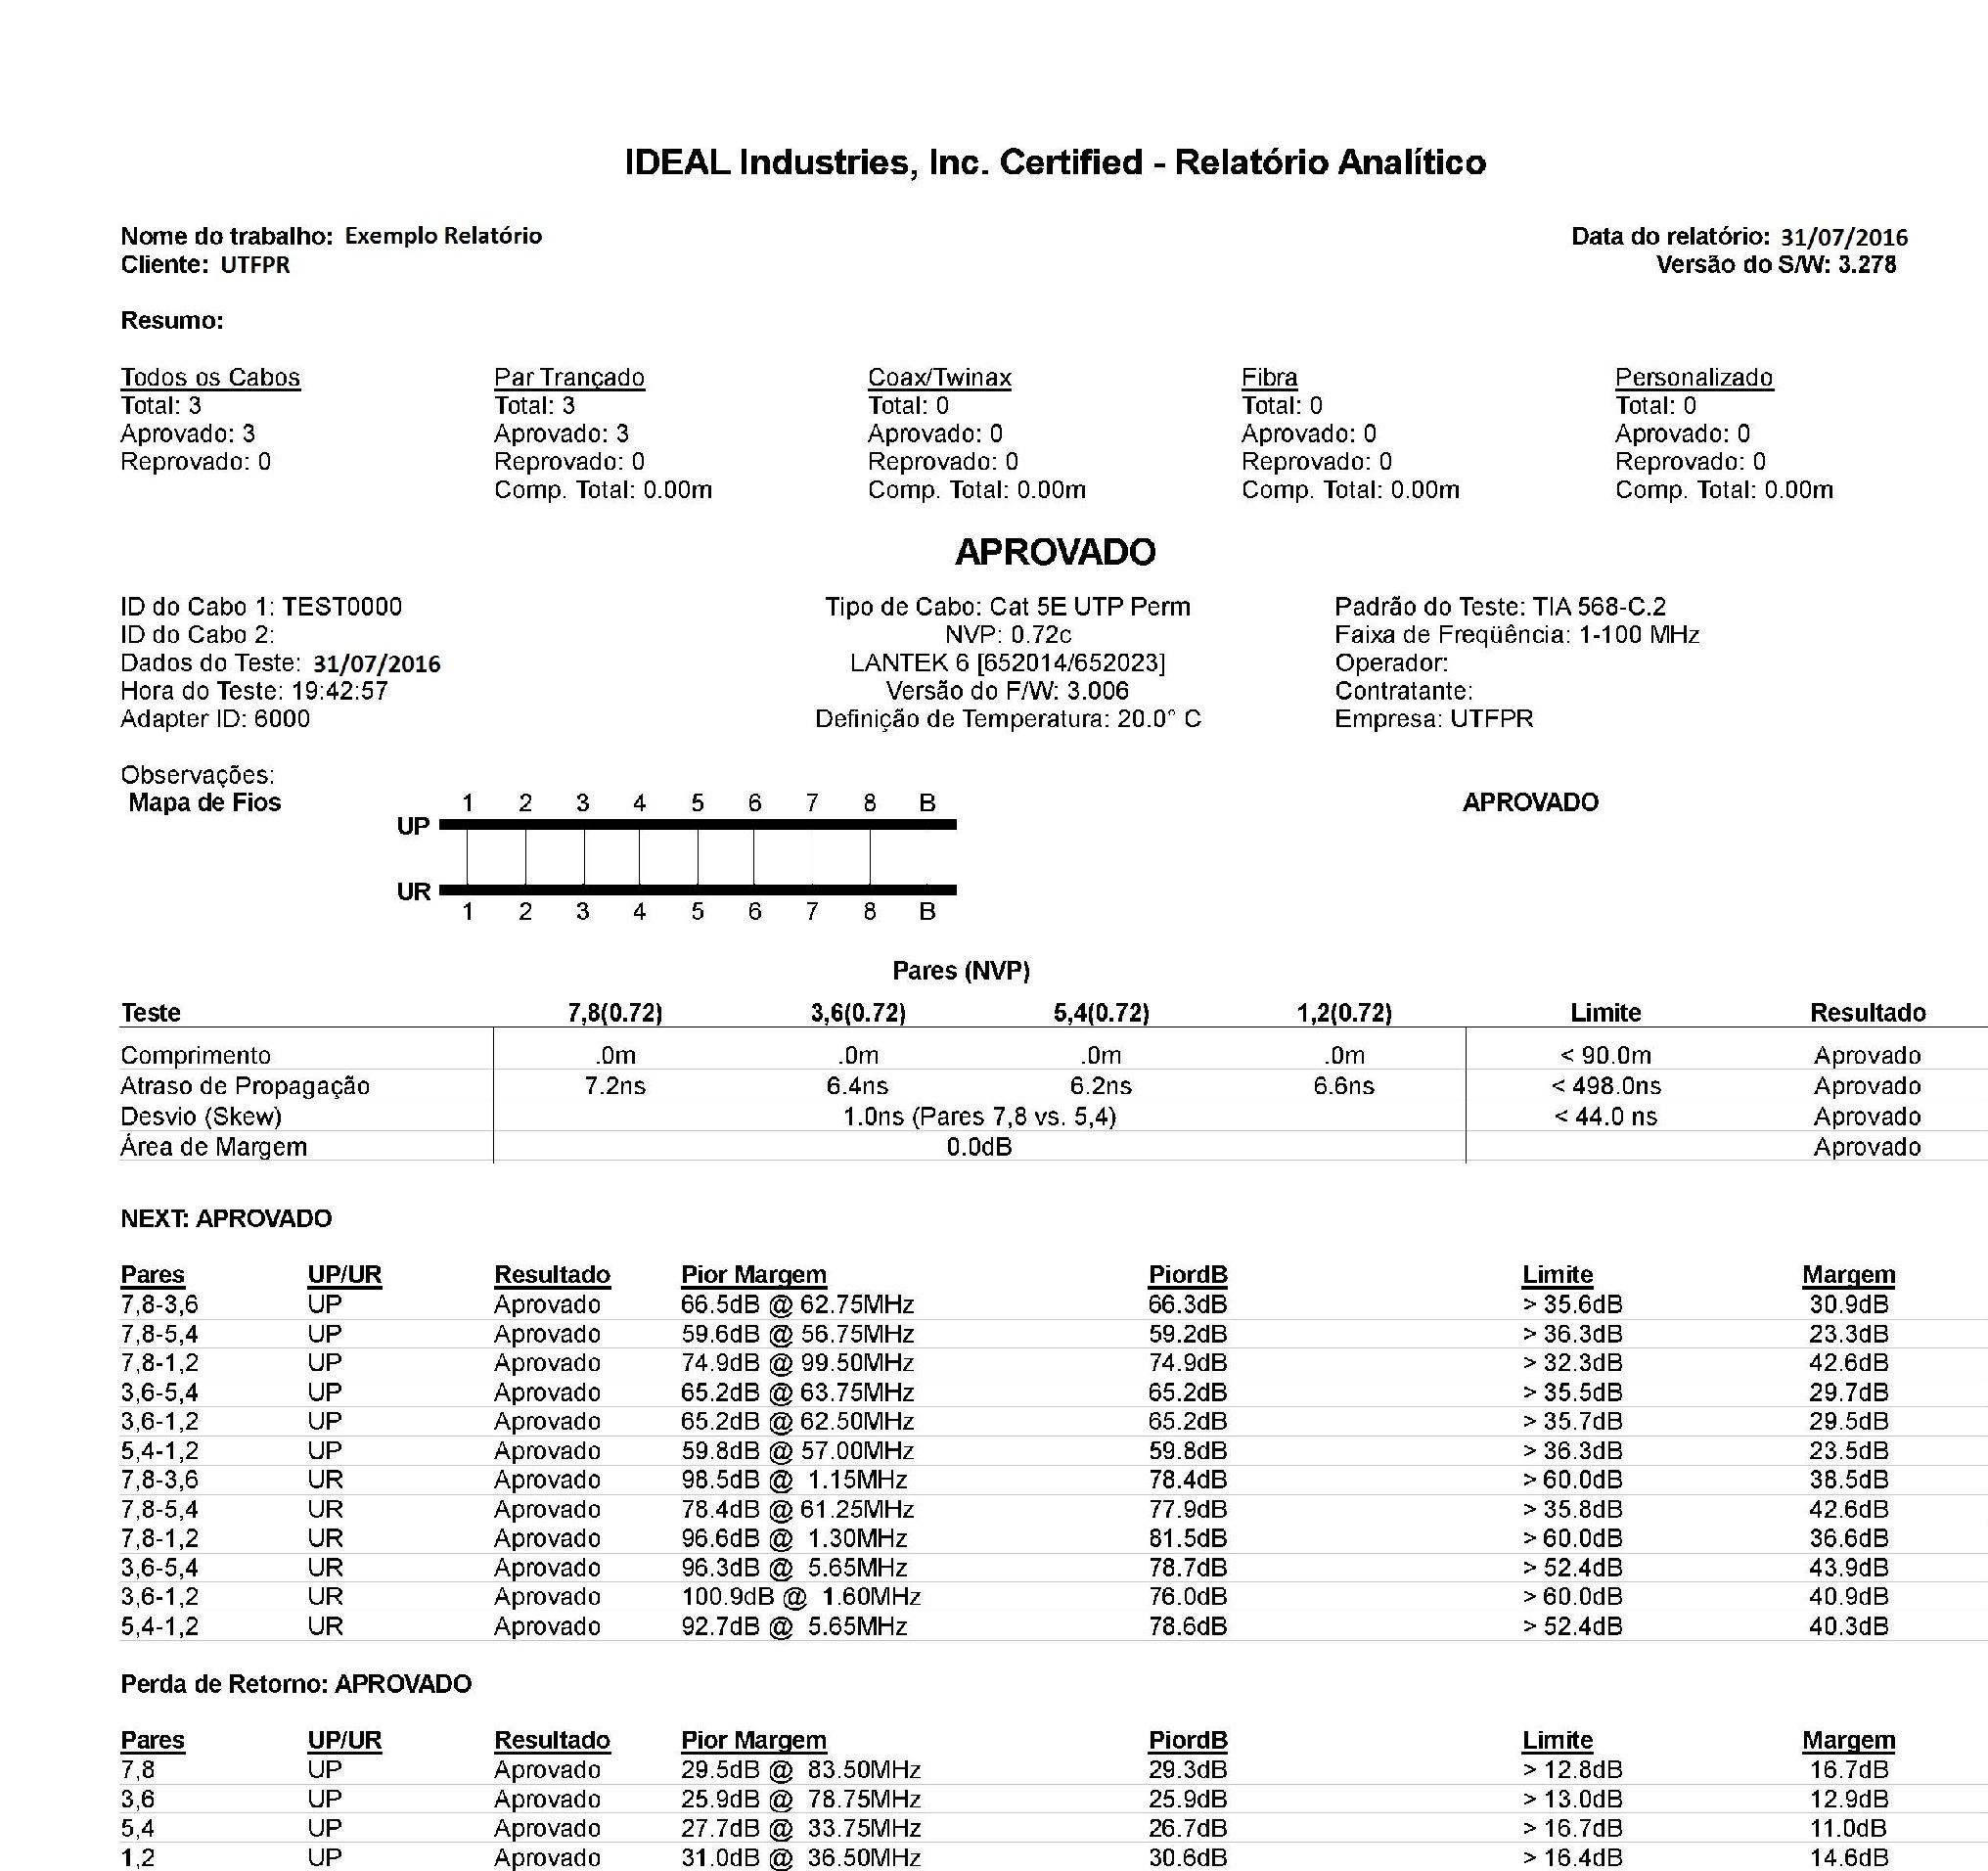 IDEAL Industries, Inc. Certified - Relatório Analítico
Nome do trabalho: Exemplo Relatório Data do relatório: 31/07/2016
Cliente: UTFPR Versão do S/W: 3.278
Resumo:
Todos os Cabos Par Trançado Coax/Twinax Fibra Personalizado
Total: 3 Total: 3 Total: 0 Total: 0 Total: 0
Aprovado: 3 Aprovado: 3 Aprovado: 0 Aprovado: 0 Aprovado: 0
Reprovado: 0 Reprovado: 0 Reprovado: 0 Reprovado: 0 Reprovado: 0
Comp. Total: 0.00m Comp. Total: 0.00m Comp. Total: 0.00m Comp. Total: 0.00m
APROVADO
ID do Cabo 1: TEST0000 Tipo de Cabo: Cat 5E UTP Perm Padrão do Teste: TIA 568-C.2
ID do Cabo 2: NVP: 0.72c Faixa de Freqüência: 1-100 MHz
Dados do Teste: 31/07/2016 LANTEK 6 [652014/652023] Operador:
Hora do Teste: 19:42:57 Versão do F/W: 3.006 Contratante:
Adapter ID: 6000 Definição de Temperatura: 20.0° C Empresa: UTFPR
Observações:
Mapa de Fios 1 2 3 4 5 6 7 8 B APROVADO
UP
UR
1 2 3 4 5 6 7 8 B
Pares (NVP)
Teste 7,8(0.72) 3,6(0.72) 5,4(0.72) 1,2(0.72) Limite Resultado
Comprimento .0m .0m .0m .0m < 90.0m Aprovado
Atraso de Propagação 7.2ns 6.4ns 6.2ns 6.6ns < 498.0ns Aprovado
Desvio (Skew) 1.0ns (Pares 7,8 vs. 5,4) < 44.0 ns Aprovado
Área de Margem 0.0dB Aprovado
NEXT: APROVADO
Pares UP/UR Resultado Pior Margem PiordB Limite Margem
7,8-3,6 UP Aprovado 66.5dB @ 62.75MHz 66.3dB > 35.6dB 30.9dB
7,8-5,4 UP Aprovado 59.6dB @ 56.75MHz 59.2dB > 36.3dB 23.3dB
7,8-1,2 UP Aprovado 74.9dB @ 99.50MHz 74.9dB > 32.3dB 42.6dB
3,6-5,4 UP Aprovado 65.2dB @ 63.75MHz 65.2dB > 35.5dB 29.7dB
3,6-1,2 UP Aprovado 65.2dB @ 62.50MHz 65.2dB > 35.7dB 29.5dB
5,4-1,2 UP Aprovado 59.8dB @ 57.00MHz 59.8dB > 36.3dB 23.5dB
7,8-3,6 UR Aprovado 98.5dB @ 1.15MHz 78.4dB > 60.0dB 38.5dB
7,8-5,4 UR Aprovado 78.4dB @ 61.25MHz 77.9dB > 35.8dB 42.6dB
7,8-1,2 UR Aprovado 96.6dB @ 1.30MHz 81.5dB > 60.0dB 36.6dB
3,6-5,4 UR Aprovado 96.3dB @ 5.65MHz 78.7dB > 52.4dB 43.9dB
3,6-1,2 UR Aprovado 100.9dB @ 1.60MHz 76.0dB > 60.0dB 40.9dB
5,4-1,2 UR Aprovado 92.7dB @ 5.65MHz 78.6dB > 52.4dB 40.3dB
Perda de Retorno: APROVADO
Pares UP/UR Resultado Pior Margem PiordB Limite Margem
7,8 UP Aprovado 29.5dB @ 83.50MHz 29.3dB > 12.8dB 16.7dB
3,6 UP Aprovado 25.9dB @ 78.75MHz 25.9dB > 13.0dB 12.9dB
5,4 UP Aprovado 27.7dB @ 33.75MHz 26.7dB > 16.7dB 11.0dB
1,2 UP Aprovado 31.0dB @ 36.50MHz 30.6dB > 16.4dB 14.6dB